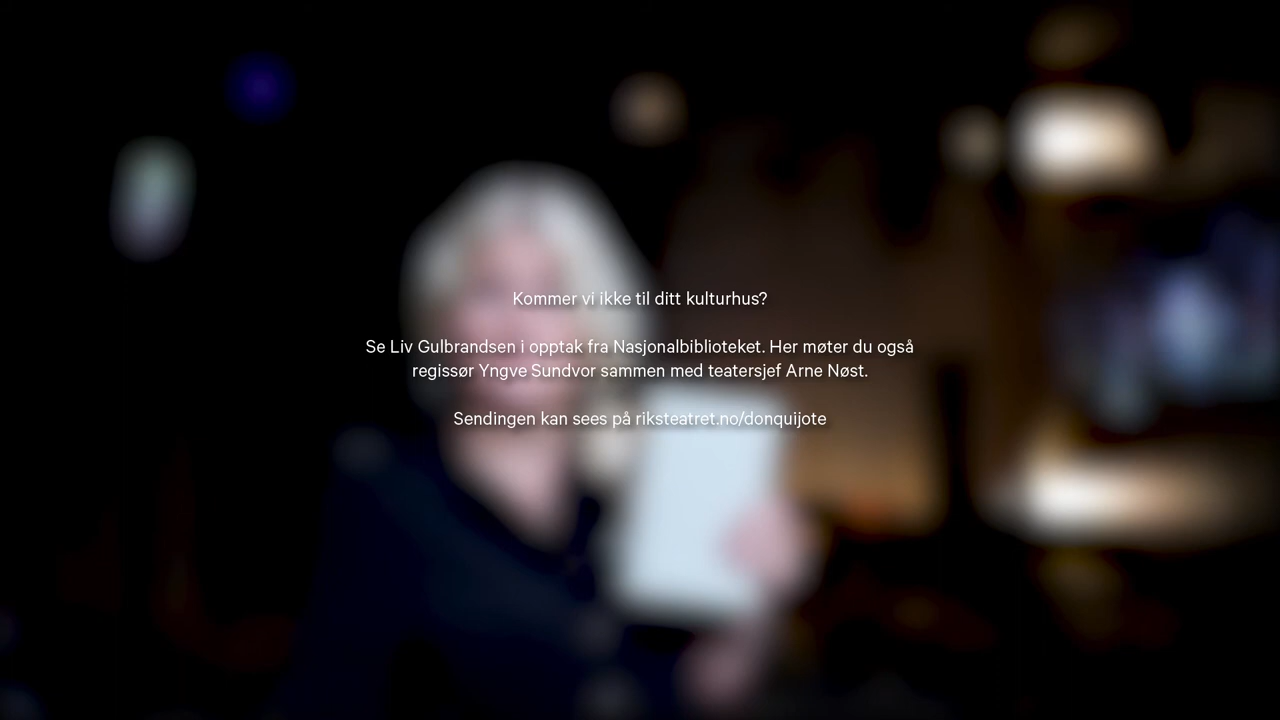 Kommer vi ikke til ditt kulturhus?
Se Liv Gulbrandsen i opptak fra Nasjonalbiblioteket. Her møter du også
regissør Yngve Sundvor sammen med teatersjef Arne Nøst.
Sendingen kan sees på riksteatret.no/donquijote